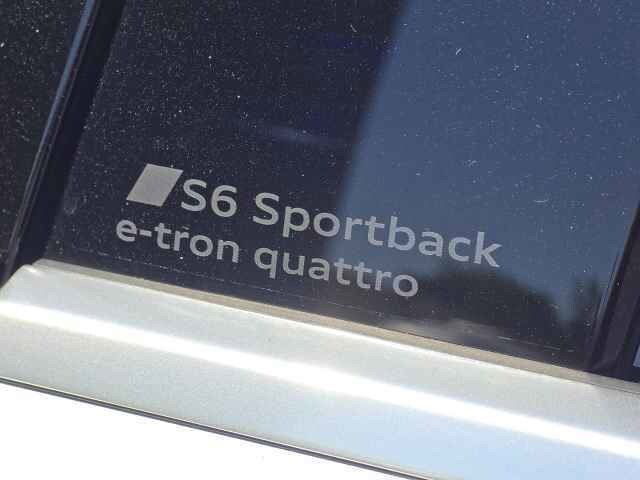 S6 Sportback
e-tron quattro